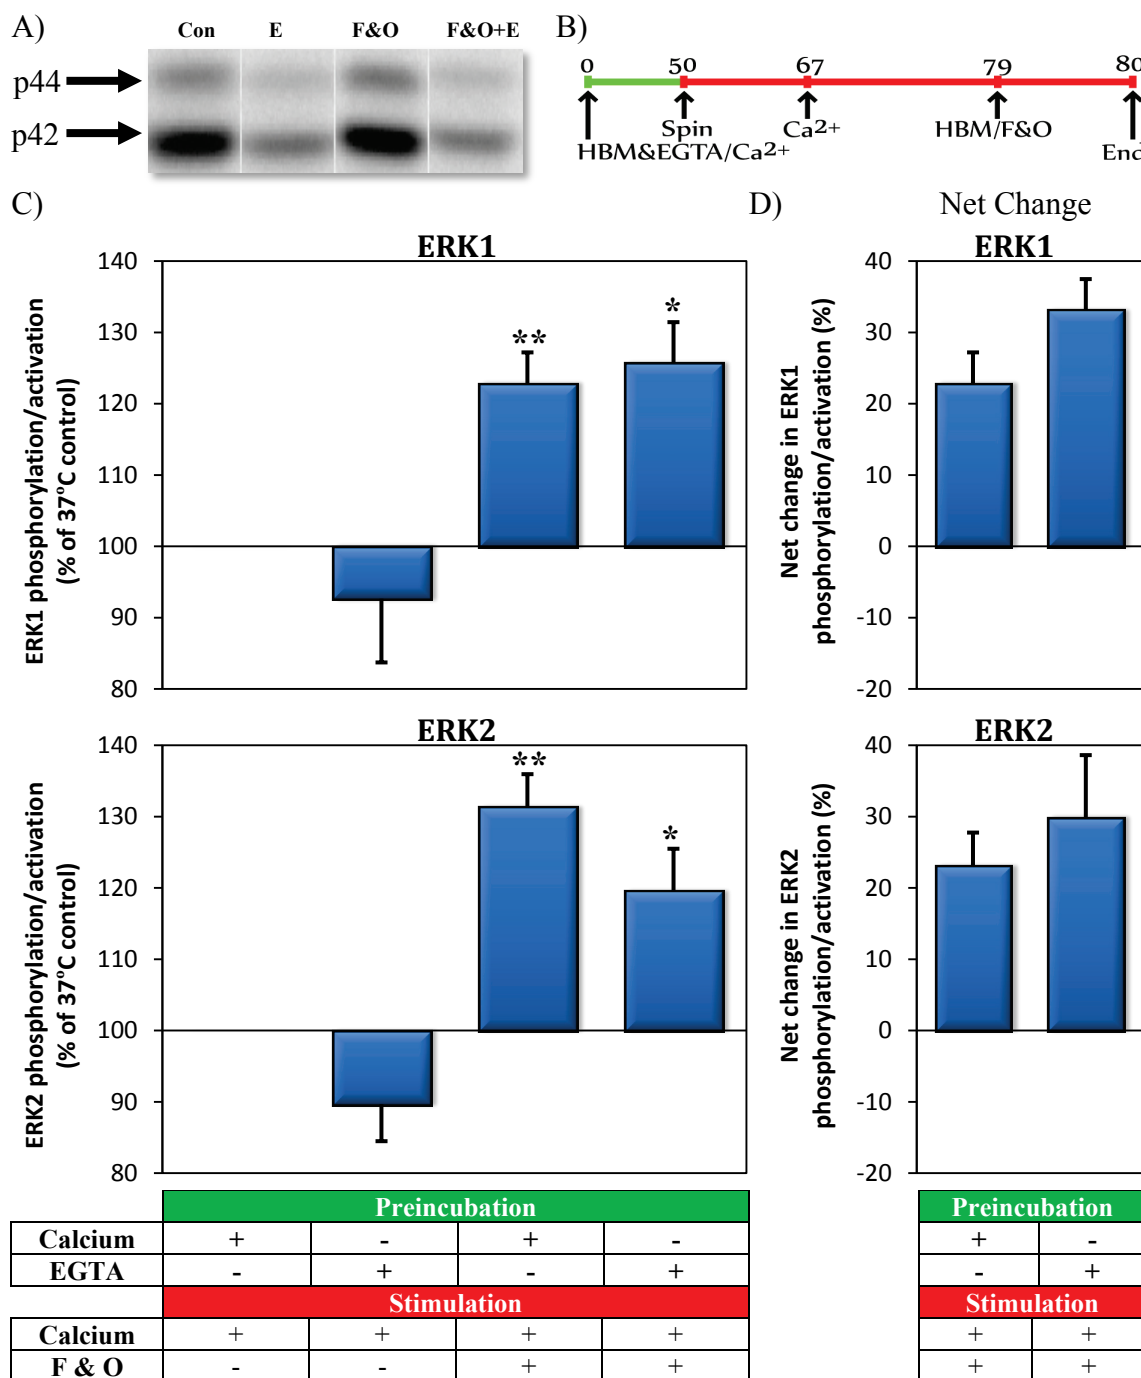 A)
Con E F&O F&O+E
p44
p42
B)
0 50 67 79 80
Spin Ca²⁺ HBM/F&O
HBM&EGTA/Ca²⁺ End
C)
ERK1
ERK1 phosphorylation/activation
(% of 37°C control)
140
130
** *
120
110
100
90
80
D) Net Change
ERK1
Net change in ERK1
phosphorylation/activation (%)
40
30
20
10
0
-10
-20
ERK2
ERK2 phosphorylation/activation
(% of 37°C control)
140
130
** *
120
110
100
90
80
ERK2
Net change in ERK2
phosphorylation/activation (%)
40
30
20
10
0
-10
-20
Preincubation
Calcium + - + -
EGTA - + - +
Stimulation
Calcium + + + +
F & O - - + +
Preincubation
+ -
- +
Stimulation
+ +
+ +